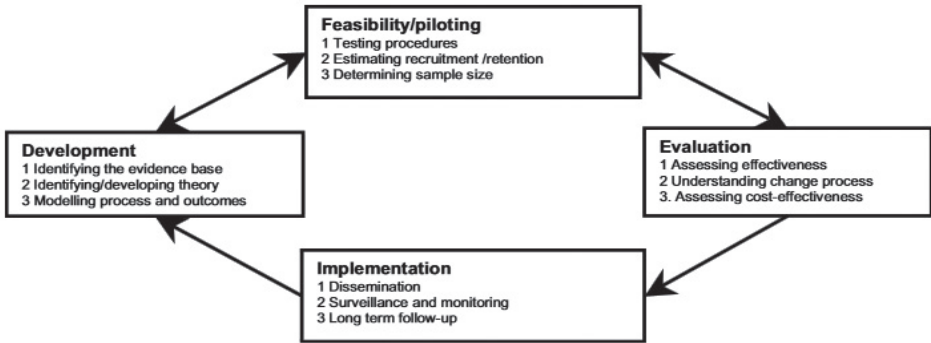 Feasibility/piloting
1 Testing procedures
2 Estimating recruitment /retention
3 Determining sample size
Development
1 Identifying the evidence base
2 Identifying/developing theory
3 Modelling process and outcomes
Evaluation
1 Assessing effectiveness
2 Understanding change process
3. Assessing cost-effectiveness
Implementation
1 Dissemination
2 Surveillance and monitoring
3 Long term follow-up